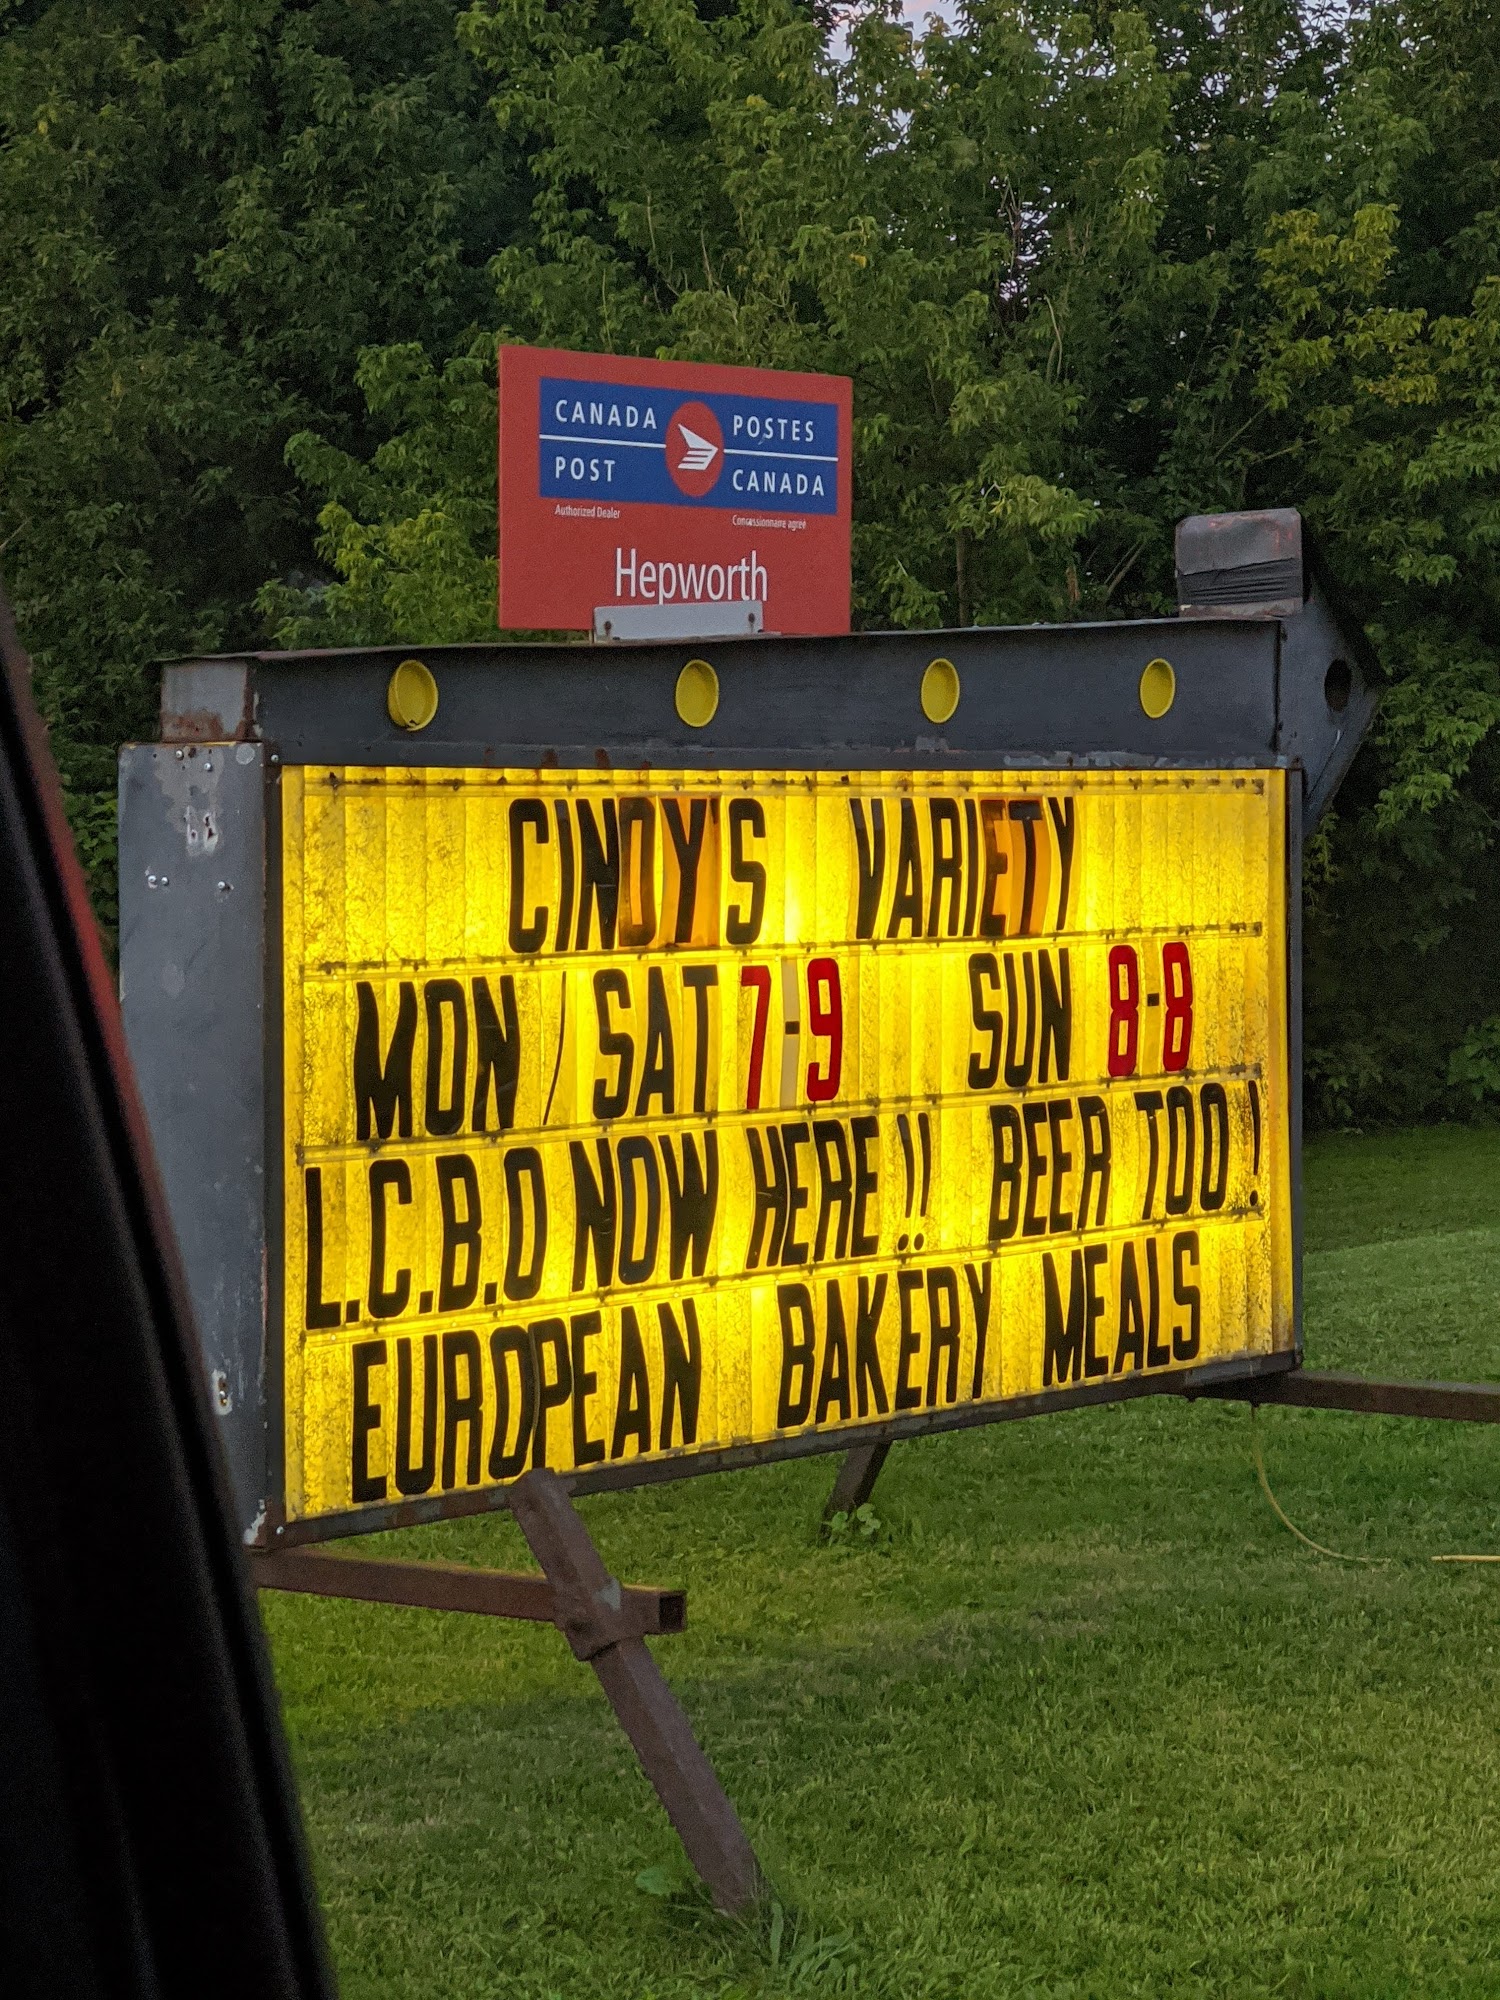 CANADA POSTES
POST CANADA
Authorized Dealer Concessionnaire agréé
Hepworth
CINDY'S VARIETY
MON/SAT 7-9 SUN 8-8
L.C.B.O NOW HERE!! BEER TOO!
EUROPEAN BAKERY MEALS